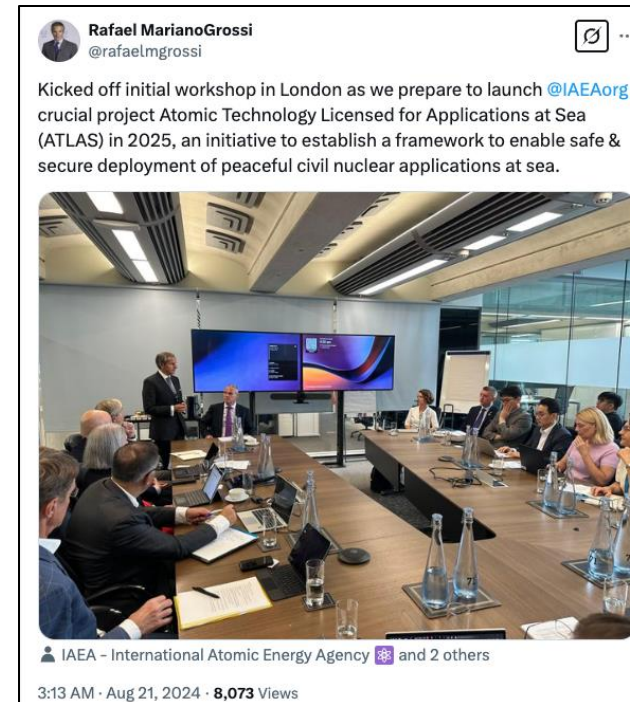 Rafael MarianoGrossi
@rafaelmgrossi
Kicked off initial workshop in London as we prepare to launch @IAEAorg
crucial project Atomic Technology Licensed for Applications at Sea
(ATLAS) in 2025, an initiative to establish a framework to enable safe &
secure deployment of peaceful civil nuclear applications at sea.
IAEA - International Atomic Energy Agency ⚛ and 2 others
3:13 AM · Aug 21, 2024 · 8,073 Views